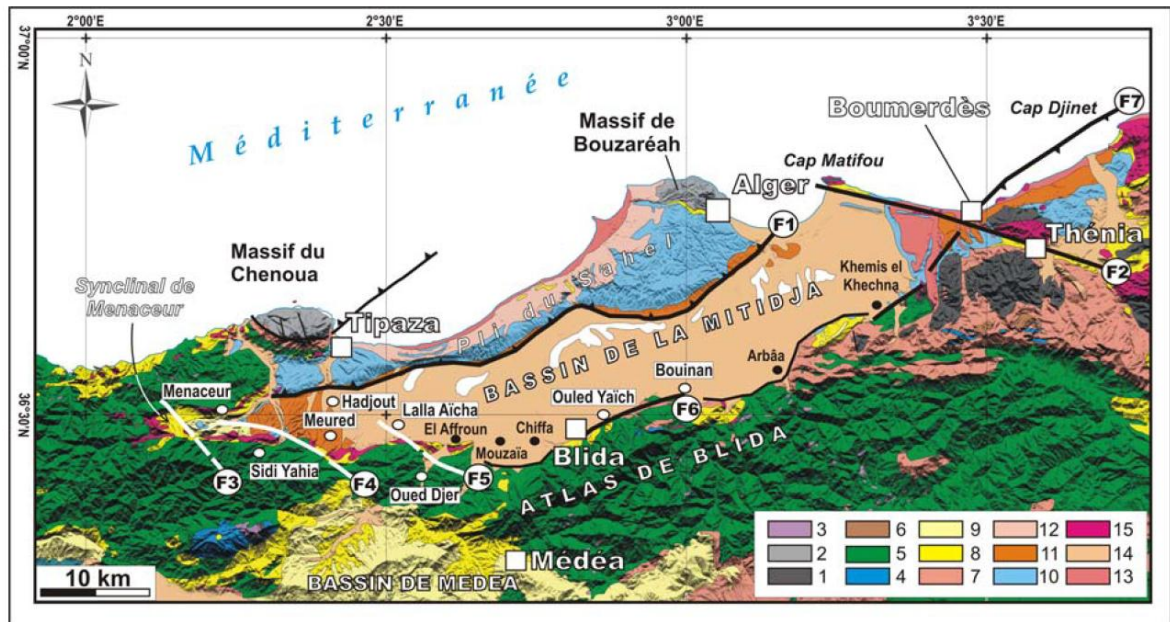 2°00'E
2°30'E
3°00'E
3°30'E
37°00'N
N
Méditerranée
Massif de
Bouzaréah
Boumerdès
Cap Djinet
F7
Cap Matifou
Alger
F1
Thénia
F2
Massif du
Chenoua
Khemis el
Khechna
Synclinal de
Menaceur
Tipaza
Pli du Sahel
BASSIN DE LA MITIDJA
Arbâa
Bouinan
36°30'N
Menaceur
Hadjout
Lalla Aïcha
Ouled Yaïch
F6
Meured
El Affroun
Chiffa
Mouzaïa
Blida
Sidi Yahia
F3
F4
F5
Oued Djer
ATLAS DE BLIDA
Médéa
BASSIN DE MEDEA
10 km
3 6 9 12 15
2 5 8 11 14
1 4 7 10 13